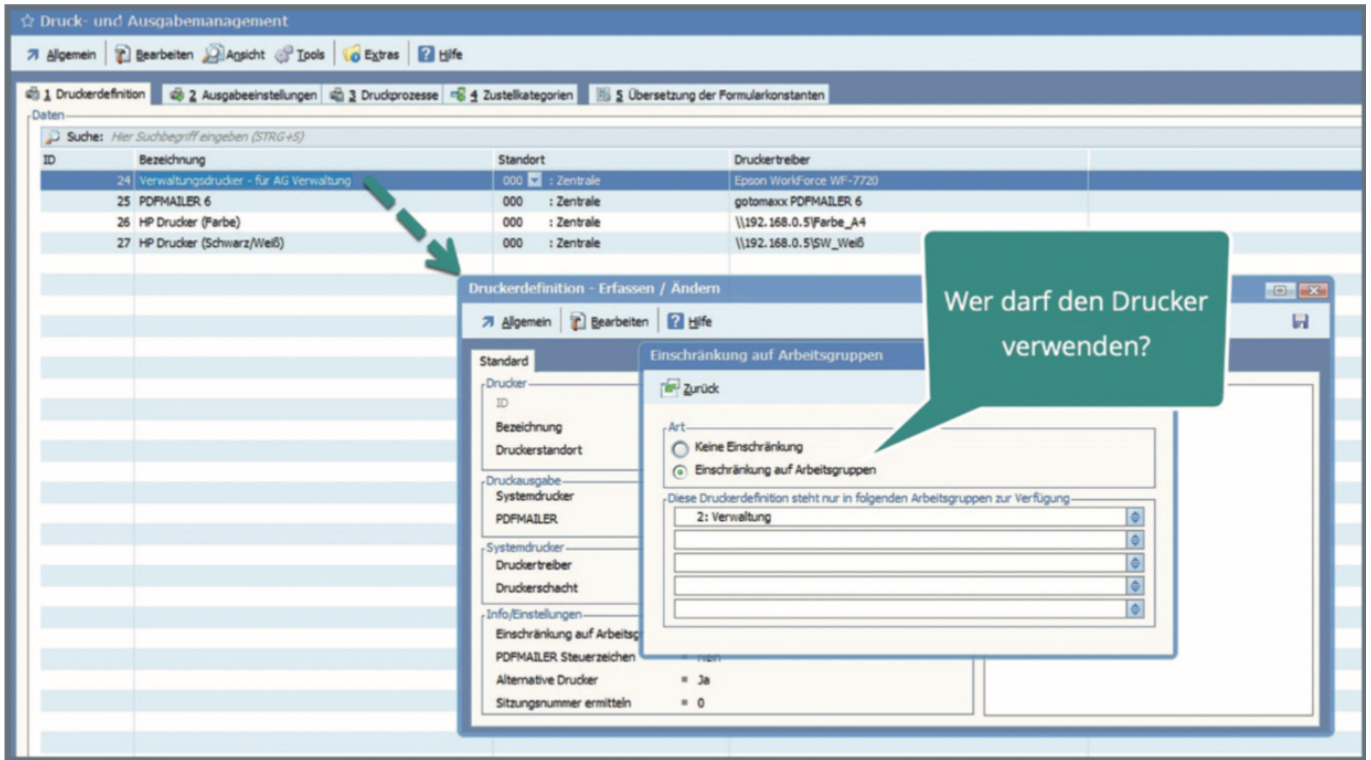 Druck- und Ausgabemanagement
Allgemein Bearbeiten Ansicht Tools Extras Hilfe
1 Druckerdefinition 2 Ausgabeeinstellungen 3 Druckprozesse 4 Zustellkategorien 5 Übersetzung der Formularkonstanten
Daten
Suche: Hier Suchbegriff eingeben (STRG+S)
ID Bezeichnung Standort Druckertreiber
24 Verwaltungsdrucker - für AG Verwaltung 000 : Zentrale Epson WorkForce WF-7720
25 PDFMAILER 6 000 : Zentrale gotomaxx PDFMAILER 6
26 HP Drucker (Farbe) 000 : Zentrale \\192.168.0.5\Farbe_A4
27 HP Drucker (Schwarz/Weiß) 000 : Zentrale \\192.168.0.5\SW_Weiß
Druckerdefinition - Erfassen / Ändern
Allgemein Bearbeiten Hilfe
Standard
Drucker
ID
Bezeichnung
Druckerstandort
Druckausgabe
Systemdrucker
PDFMAILER
Systemdrucker
Druckertreiber
Druckerschacht
Info/Einstellungen
Einschränkung auf Arbeitsg
PDFMAILER Steuerzeichen Nein
Alternative Drucker Ja
Sitzungsnummer ermitteln 0
Einschränkung auf Arbeitsgruppen
Zurück
Art
Keine Einschränkung
Einschränkung auf Arbeitsgruppen
Diese Druckerdefinition steht nur in folgenden Arbeitsgruppen zur Verfügung
2: Verwaltung
Wer darf den Drucker
verwenden?